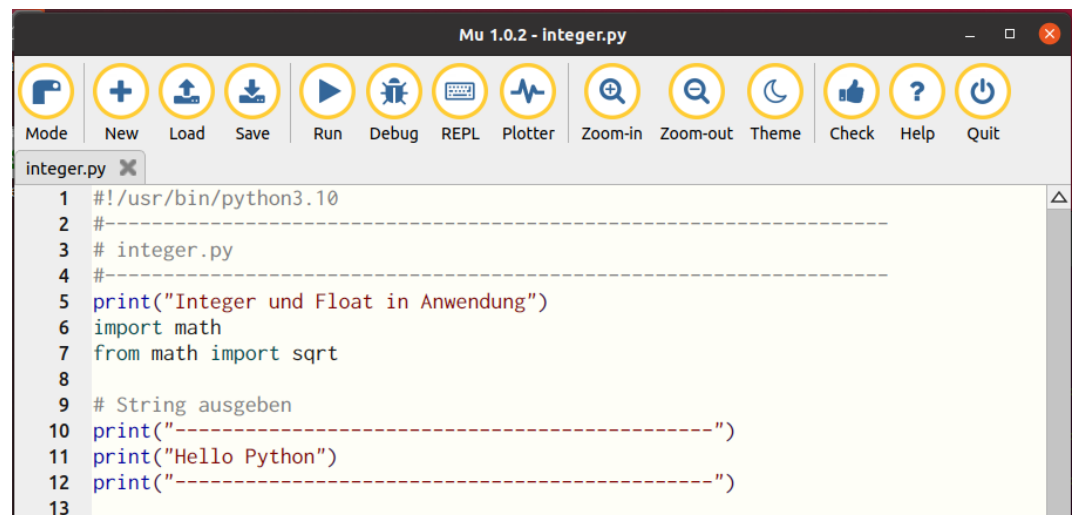 Mu 1.0.2 - integer.py
Mode New Load Save Run Debug REPL Plotter Zoom-in Zoom-out Theme Check Help Quit
integer.py
1 #!/usr/bin/python3.10
2 #-------------------------------------------------------------------
3 # integer.py
4 #-------------------------------------------------------------------
5 print("Integer und Float in Anwendung")
6 import math
7 from math import sqrt
8
9 # String ausgeben
10 print("----------------------------------------------")
11 print("Hello Python")
12 print("----------------------------------------------")
13